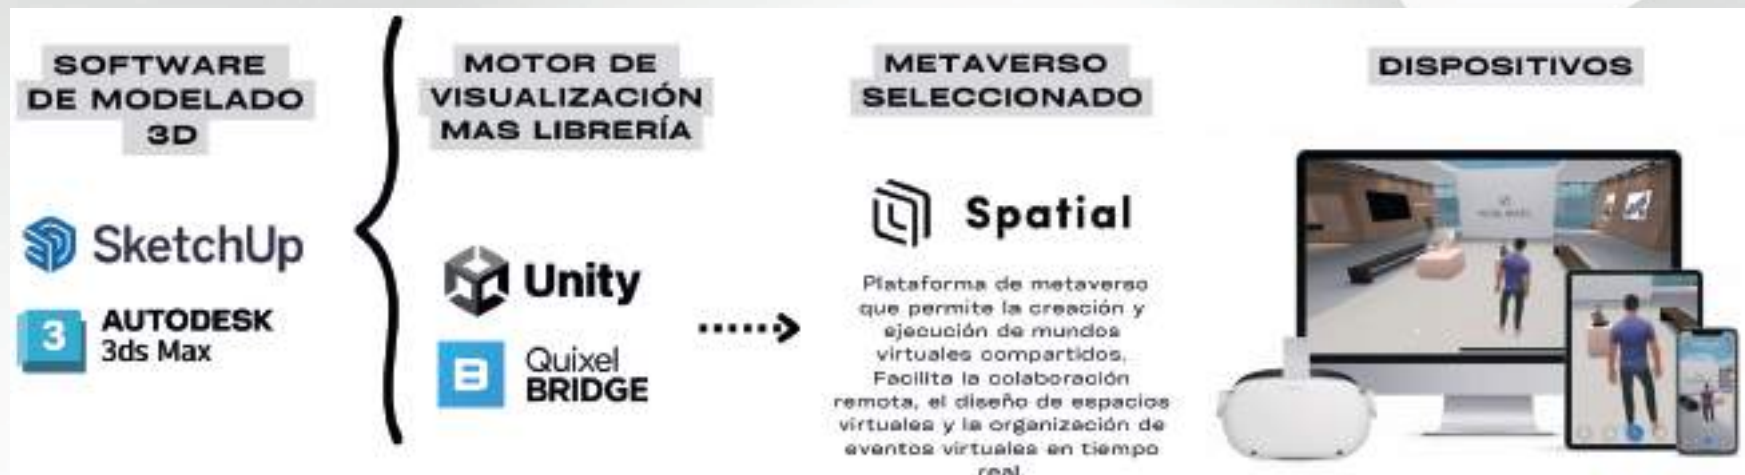 SOFTWARE
DE MODELADO
3D
SketchUp
3
AUTODESK
3ds Max
MOTOR DE
VISUALIZACIÓN
MAS LIBRERÍA
Unity
B
Quixel
BRIDGE
METAVERSO
SELECCIONADO
Spatial
Plataforma de metaverso
que permite la creación y
ejecución de mundos
virtuales compartidos.
Facilita la colaboración
remota, el diseño de espacios
virtuales y la organización de
eventos virtuales en tiempo
real
DISPOSITIVOS